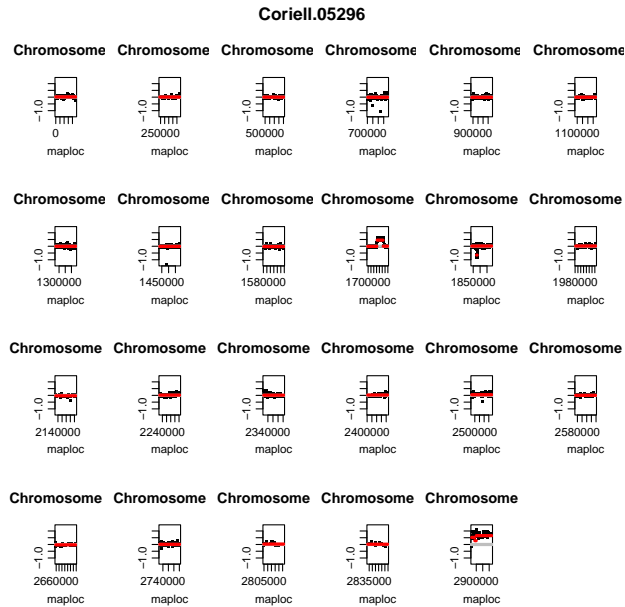 Coriell.05296
Chromosome Chromosome Chromosome Chromosome Chromosome Chromosome
-1.0 -1.0 -1.0 -1.0 -1.0 -1.0
0 250000 500000 700000 900000 1100000
maploc maploc maploc maploc maploc maploc
Chromosome Chromosome Chromosome Chromosome Chromosome Chromosome
-1.0 -1.0 -1.0 -1.0 -1.0 -1.0
1300000 1450000 1580000 1700000 1850000 1980000
maploc maploc maploc maploc maploc maploc
Chromosome Chromosome Chromosome Chromosome Chromosome Chromosome
-1.0 -1.0 -1.0 -1.0 -1.0 -1.0
2140000 2240000 2340000 2400000 2500000 2580000
maploc maploc maploc maploc maploc maploc
Chromosome Chromosome Chromosome Chromosome Chromosome
-1.0 -1.0 -1.0 -1.0 -1.0
2660000 2740000 2805000 2835000 2900000
maploc maploc maploc maploc maploc